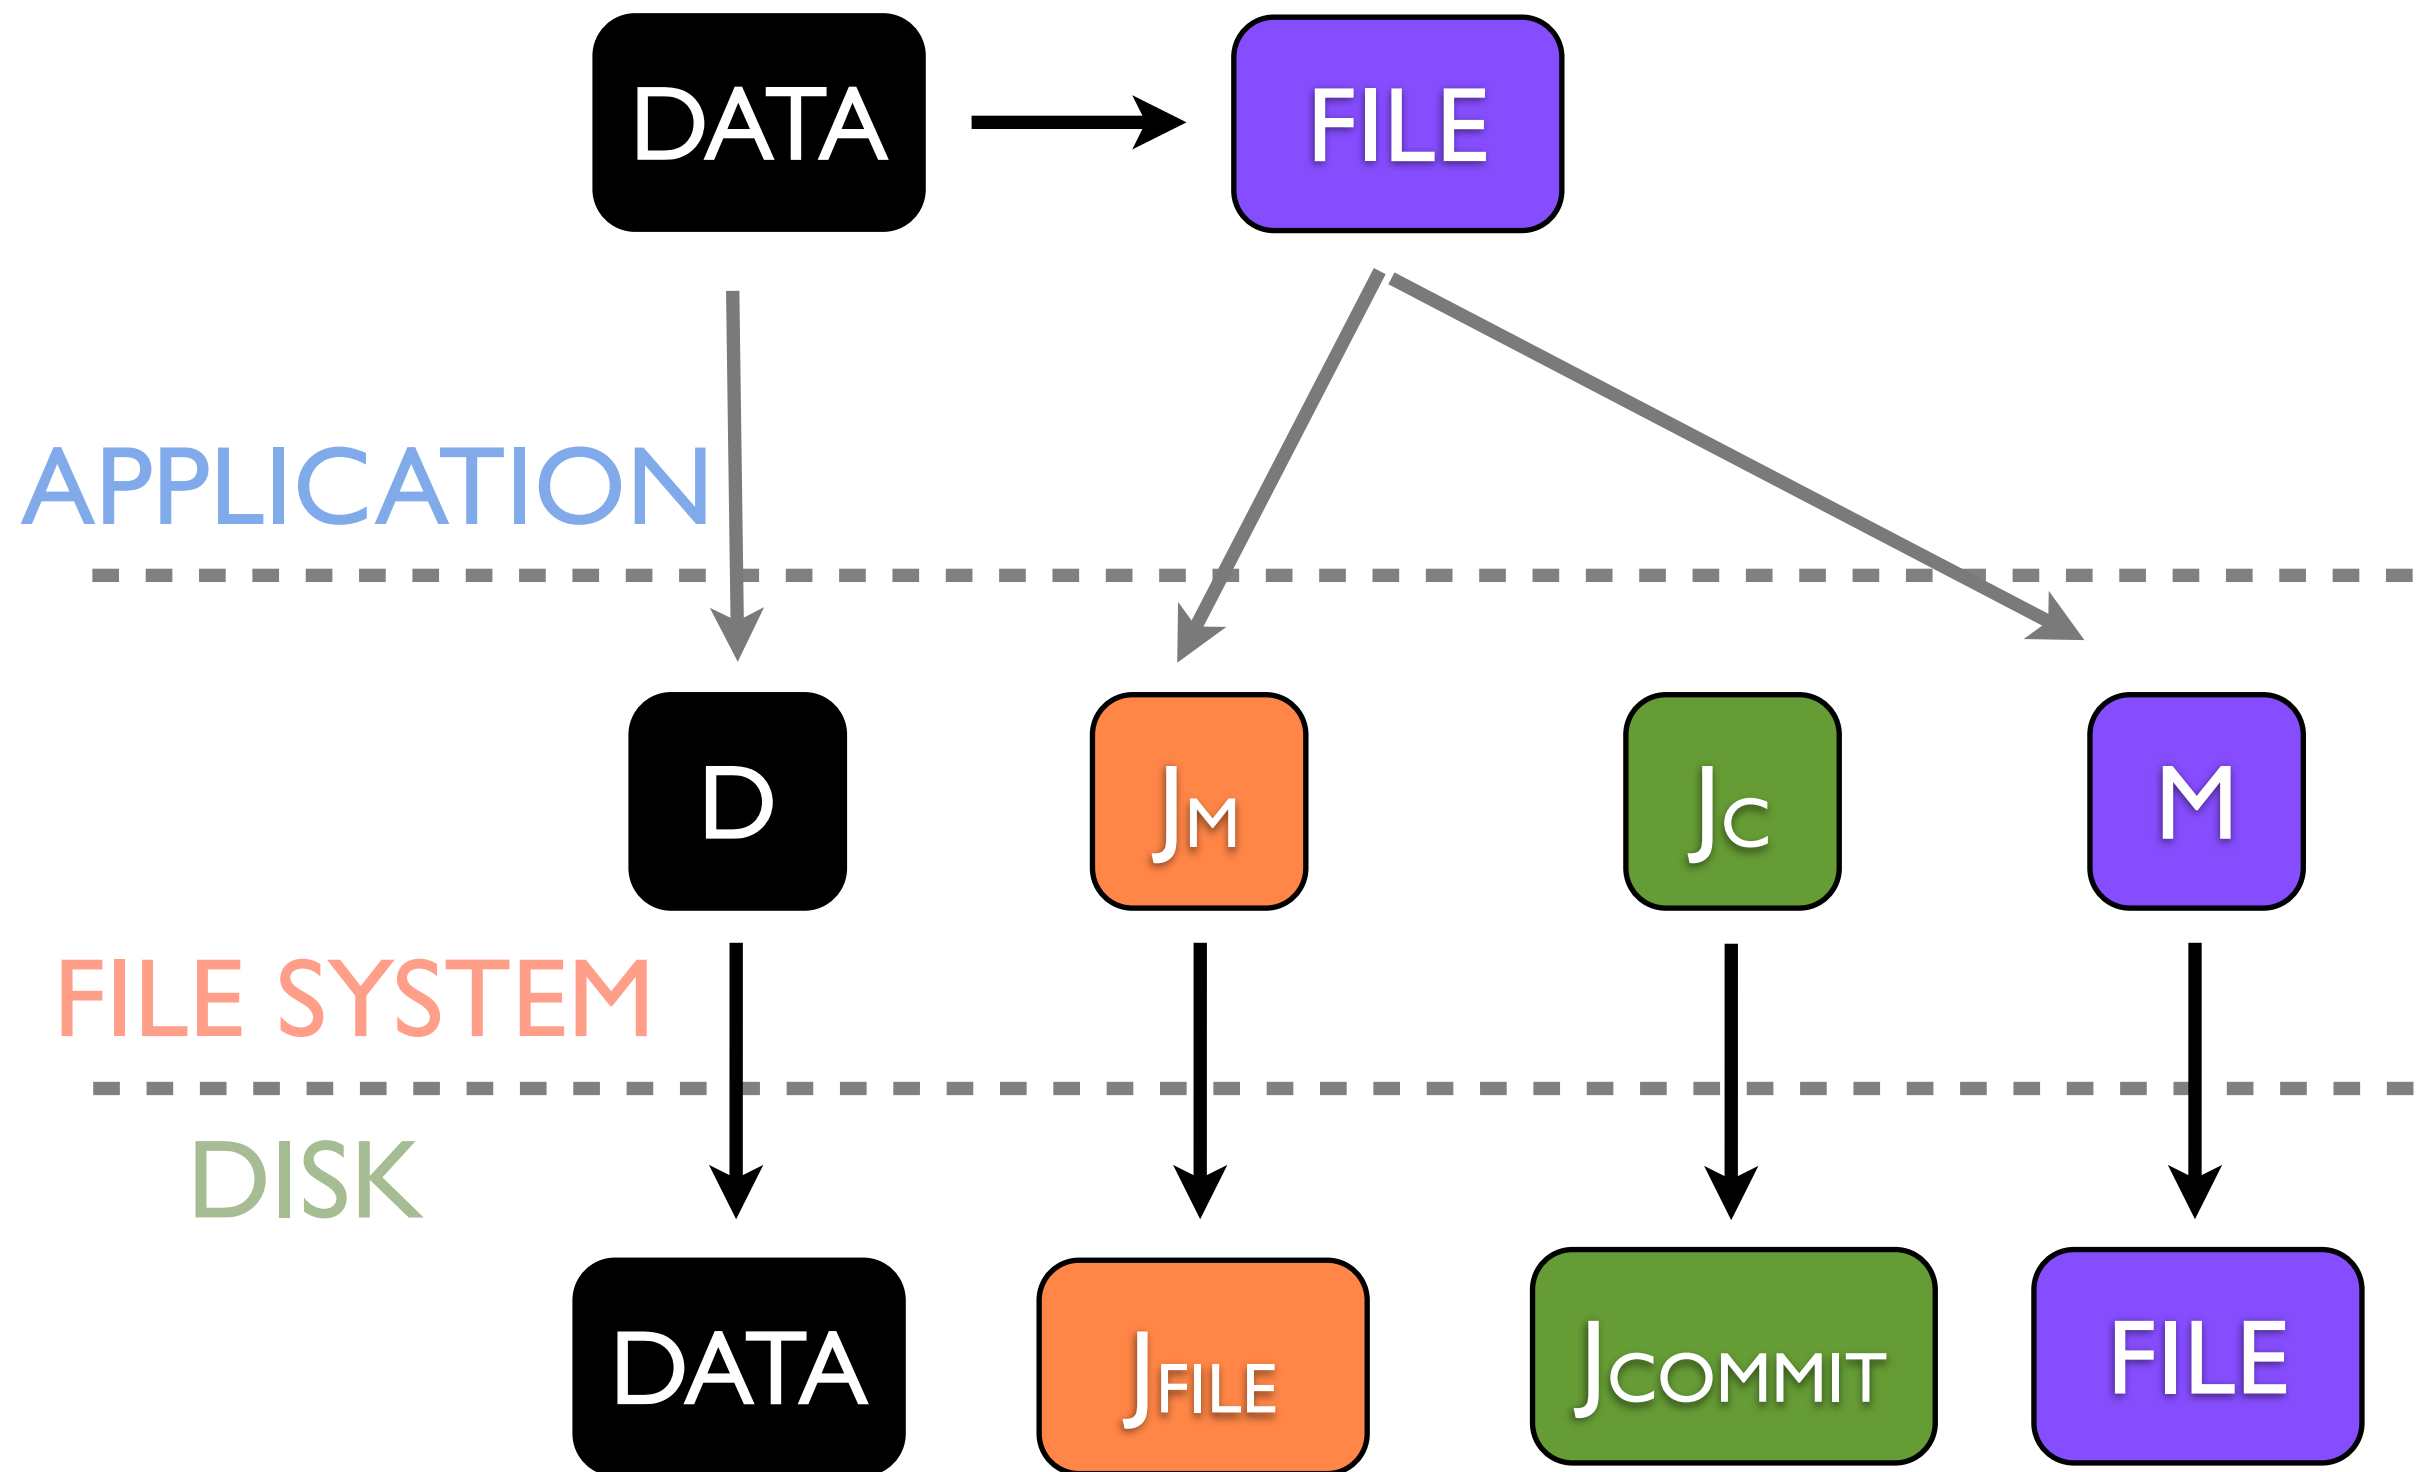 DATA
FILE
APPLICATION
D
JM
JC
M
FILE SYSTEM
DISK
DATA
JFILE
JCOMMIT
FILE